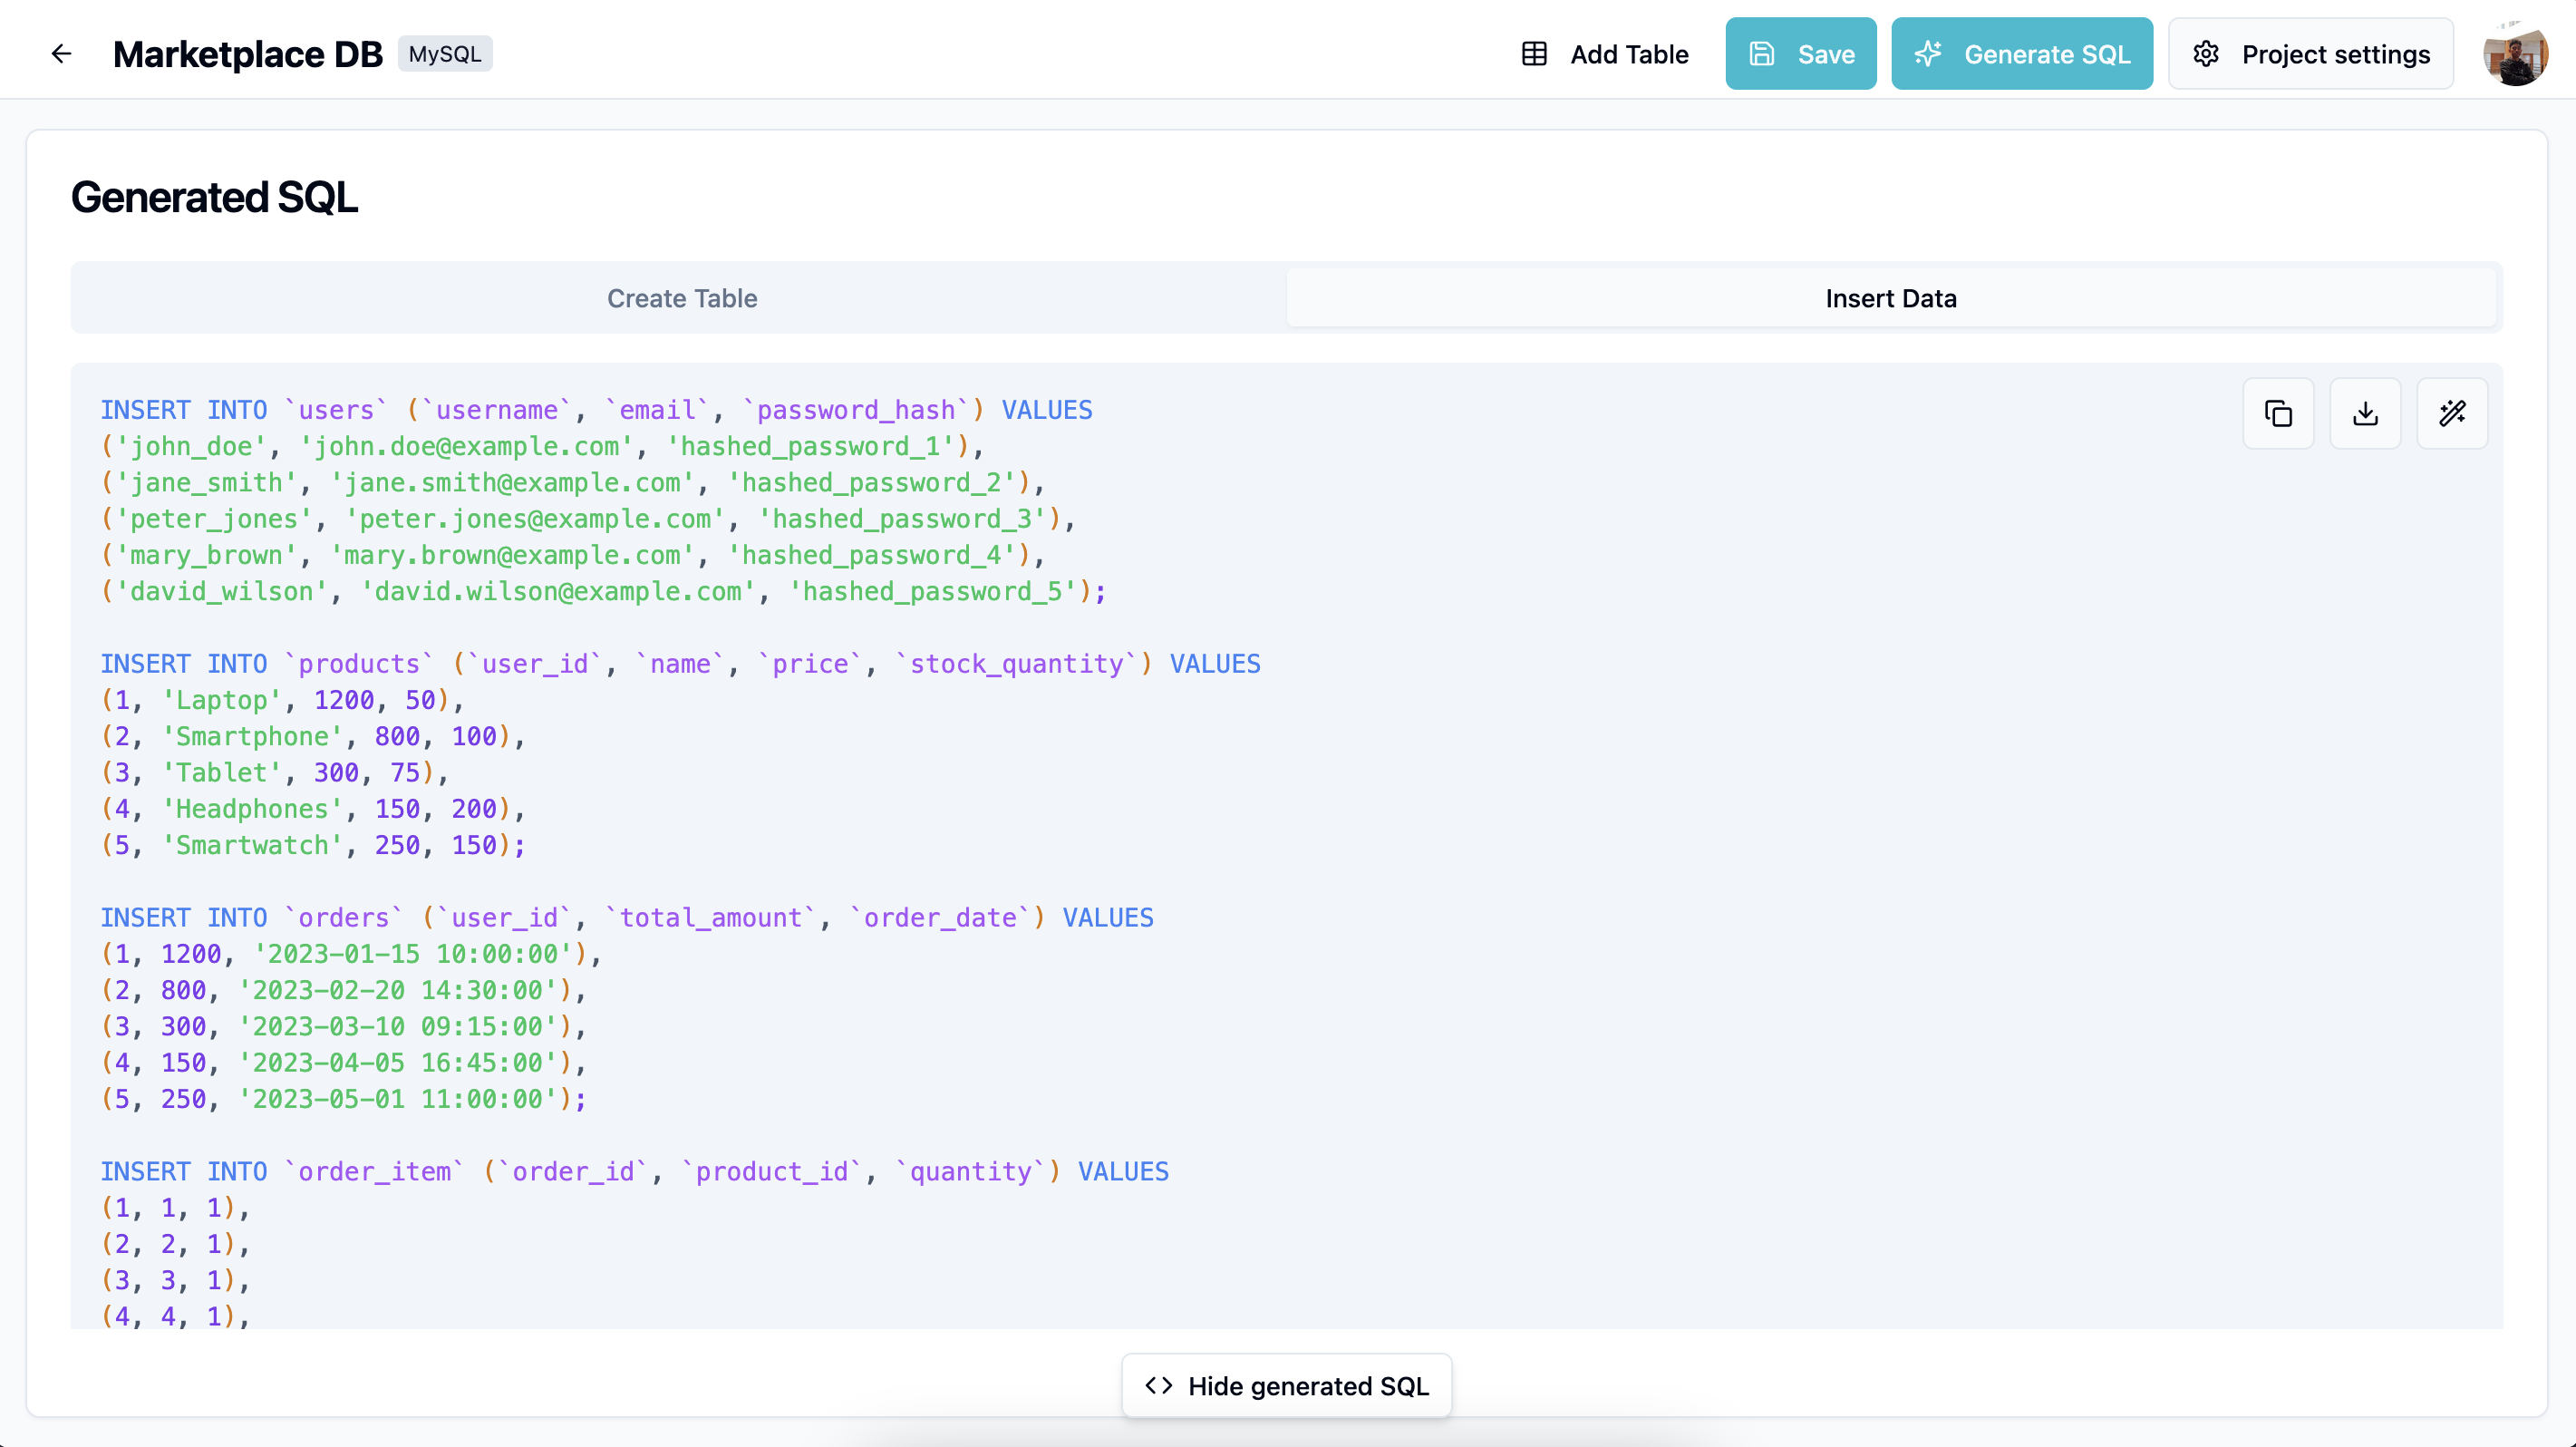 Marketplace DB MySQL Add Table Save Generate SQL Project settings
Generated SQL
Create Table Insert Data
INSERT INTO `users` (`username`, `email`, `password_hash`) VALUES
('john_doe', 'john.doe@example.com', 'hashed_password_1'),
('jane_smith', 'jane.smith@example.com', 'hashed_password_2'),
('peter_jones', 'peter.jones@example.com', 'hashed_password_3'),
('mary_brown', 'mary.brown@example.com', 'hashed_password_4'),
('david_wilson', 'david.wilson@example.com', 'hashed_password_5');
INSERT INTO `products` (`user_id`, `name`, `price`, `stock_quantity`) VALUES
(1, 'Laptop', 1200, 50),
(2, 'Smartphone', 800, 100),
(3, 'Tablet', 300, 75),
(4, 'Headphones', 150, 200),
(5, 'Smartwatch', 250, 150);
INSERT INTO `orders` (`user_id`, `total_amount`, `order_date`) VALUES
(1, 1200, '2023-01-15 10:00:00'),
(2, 800, '2023-02-20 14:30:00'),
(3, 300, '2023-03-10 09:15:00'),
(4, 150, '2023-04-05 16:45:00'),
(5, 250, '2023-05-01 11:00:00');
INSERT INTO `order_item` (`order_id`, `product_id`, `quantity`) VALUES
(1, 1, 1),
(2, 2, 1),
(3, 3, 1),
(4, 4, 1),
Hide generated SQL